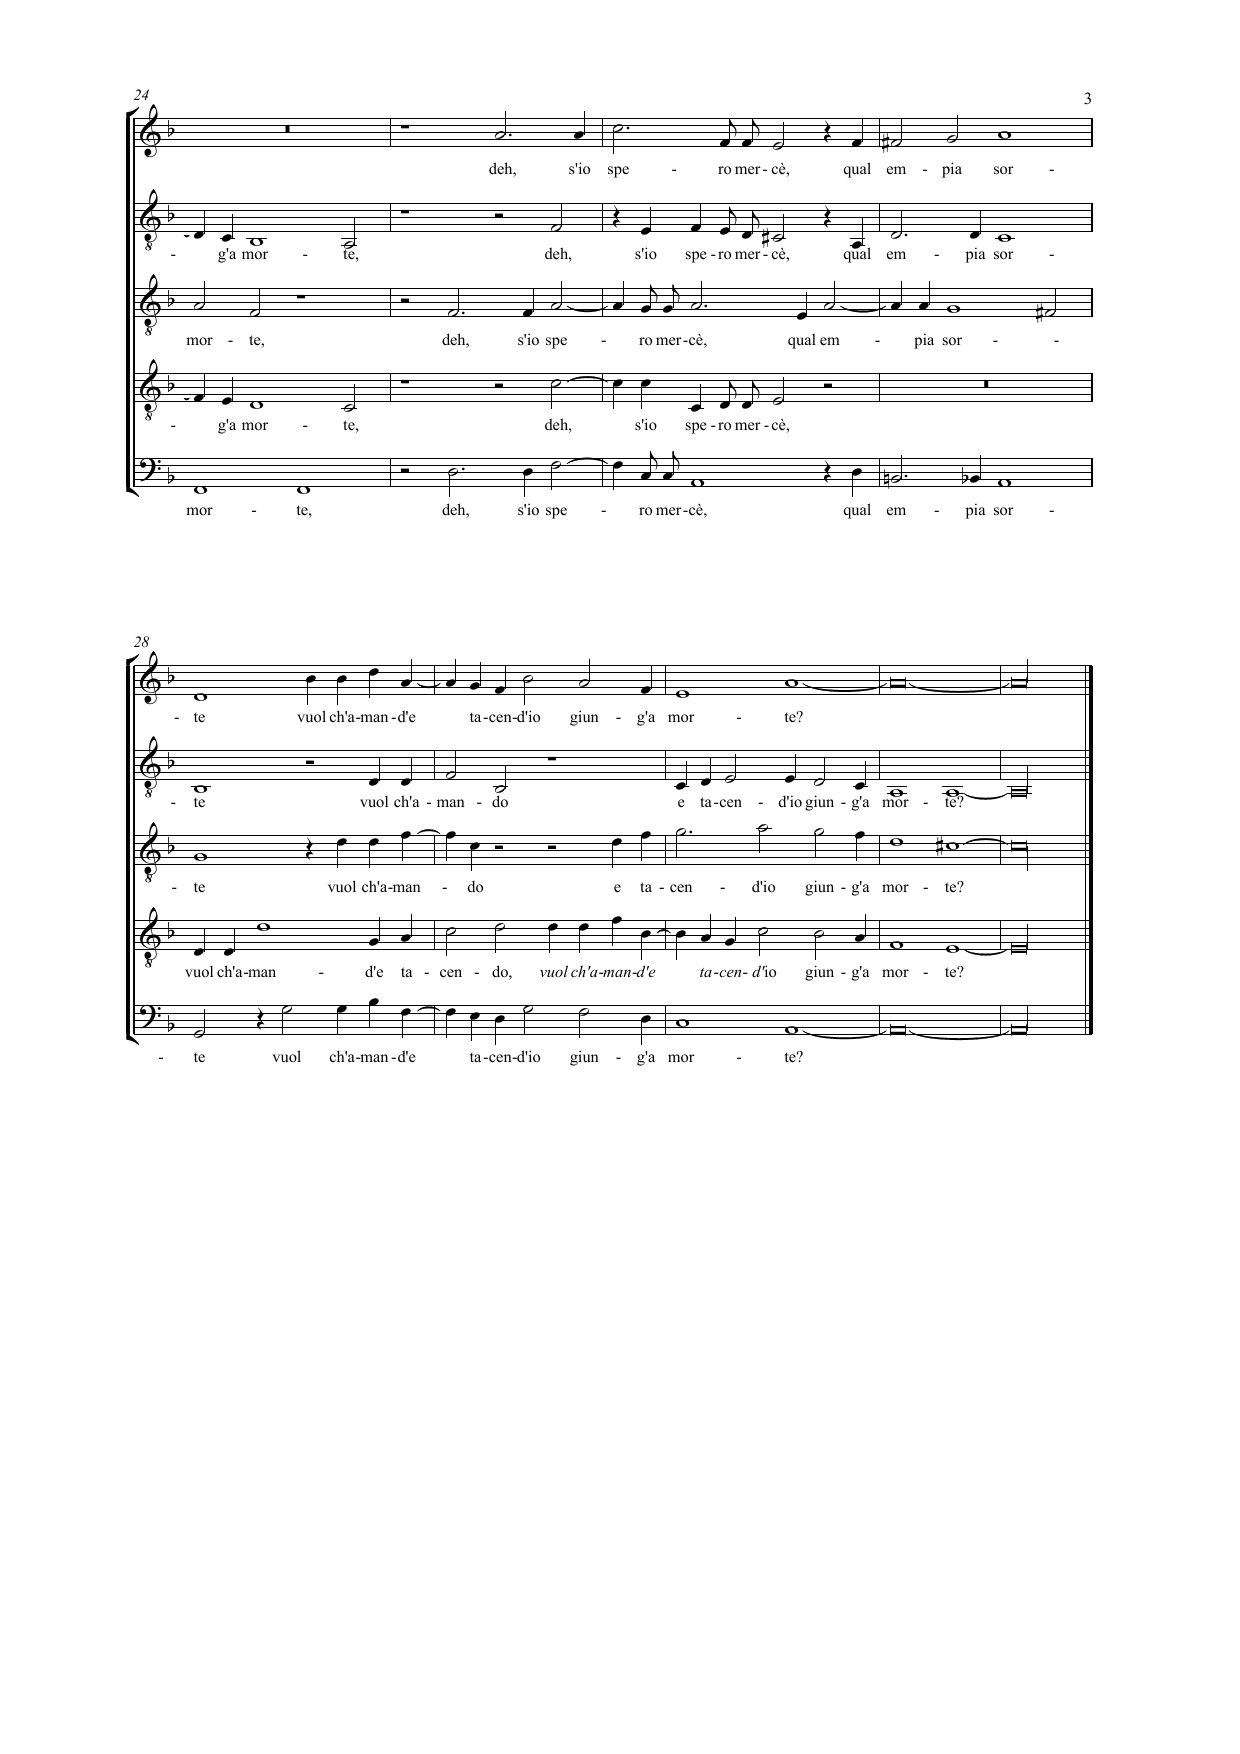 24
3
deh, s'io spe - ro mer - cè, qual em - pia sor -
- g'a mor - te, deh, s'io spe - ro mer - cè, qual em - pia sor -
mor - te, deh, s'io spe - ro mer - cè, qual em - pia sor - -
- g'a mor - te, deh, s'io spe - ro mer - cè,
mor - te, deh, s'io spe - ro mer - cè, qual em - pia sor -
28
- te vuol ch'a - man - d'e ta - cen - d'io giun - g'a mor - te?
- te vuol ch'a - man - do e ta - cen - d'io giun - g'a mor - te?
- te vuol ch'a - man - do e ta - cen - d'io giun - g'a mor - te?
vuol ch'a - man - d'e ta - cen - do, vuol ch'a - man - d'e ta - cen - d'io giun - g'a mor - te?
- te vuol ch'a - man - d'e ta - cen - d'io giun - g'a mor - te?